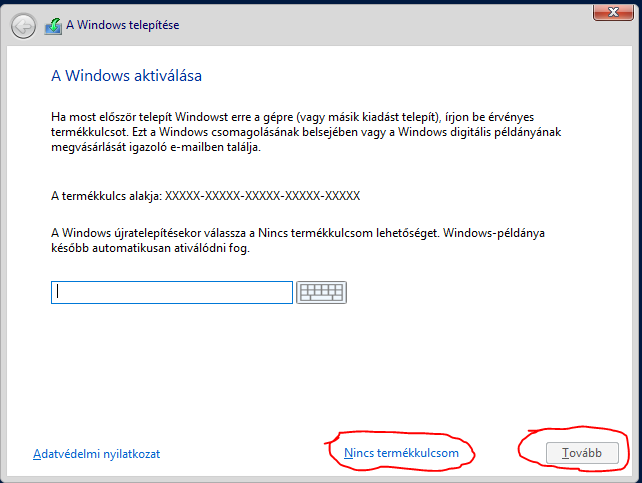 A Windows telepítése
A Windows aktiválása
Ha most először telepít Windowst erre a gépre (vagy másik kiadást telepít), írjon be érvényes
termékkulcsot. Ezt a Windows csomagolásának belsejében vagy a Windows digitális példányának
megvásárlását igazoló e-mailben találja.
A termékkulcs alakja: XXXXX-XXXXX-XXXXX-XXXXX-XXXXX
A Windows újratelepítésekor válassza a Nincs termékkulcsom lehetőséget. Windows-példánya
később automatikusan ativálódni fog.
Adatvédelmi nyilatkozat
Nincs termékkulcsom
Tovább